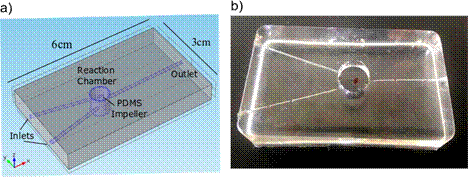 a)
b)
6cm
3cm
Reaction
Chamber
Outlet
PDMS
Impeller
Inlets
y
z
x